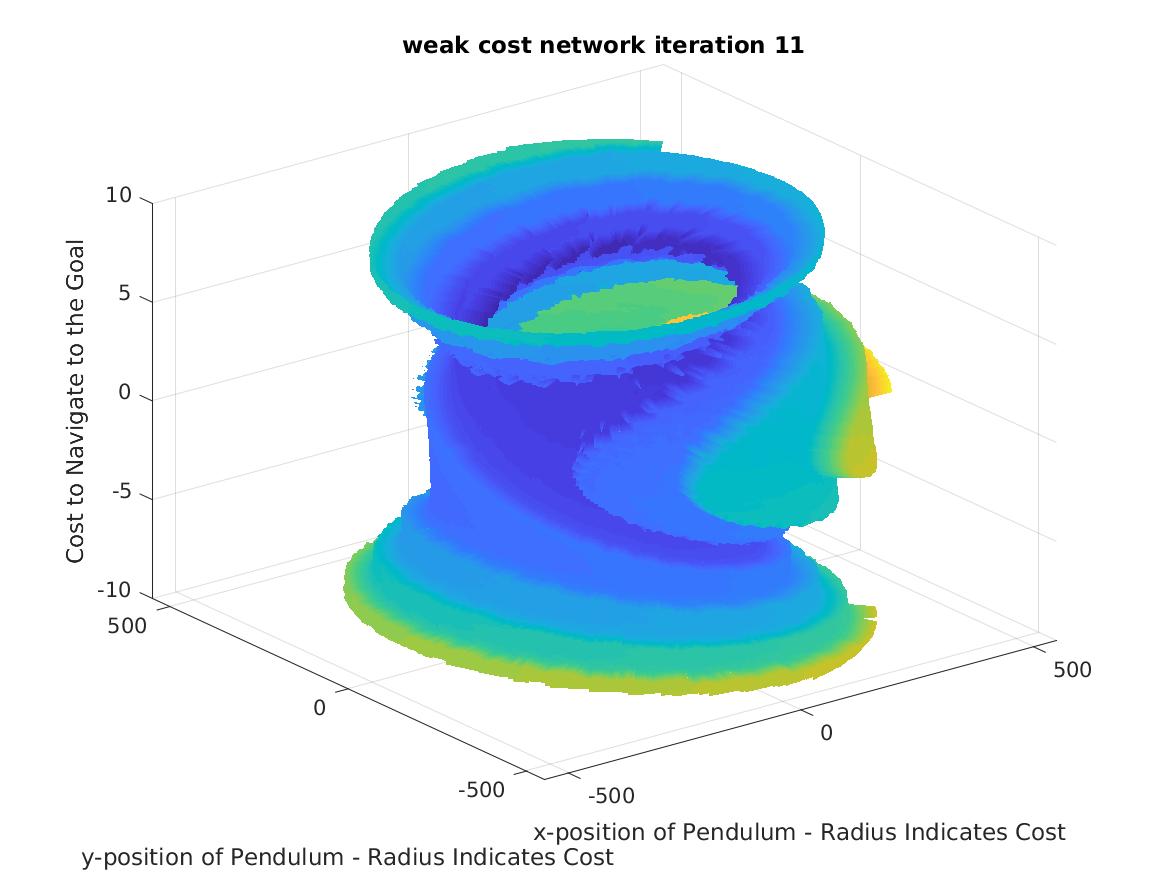 weak cost network iteration 11
Cost to Navigate to the Goal
10
5
0
-5
-10
500
0
-500
-500
0
500
x-position of Pendulum - Radius Indicates Cost
y-position of Pendulum - Radius Indicates Cost